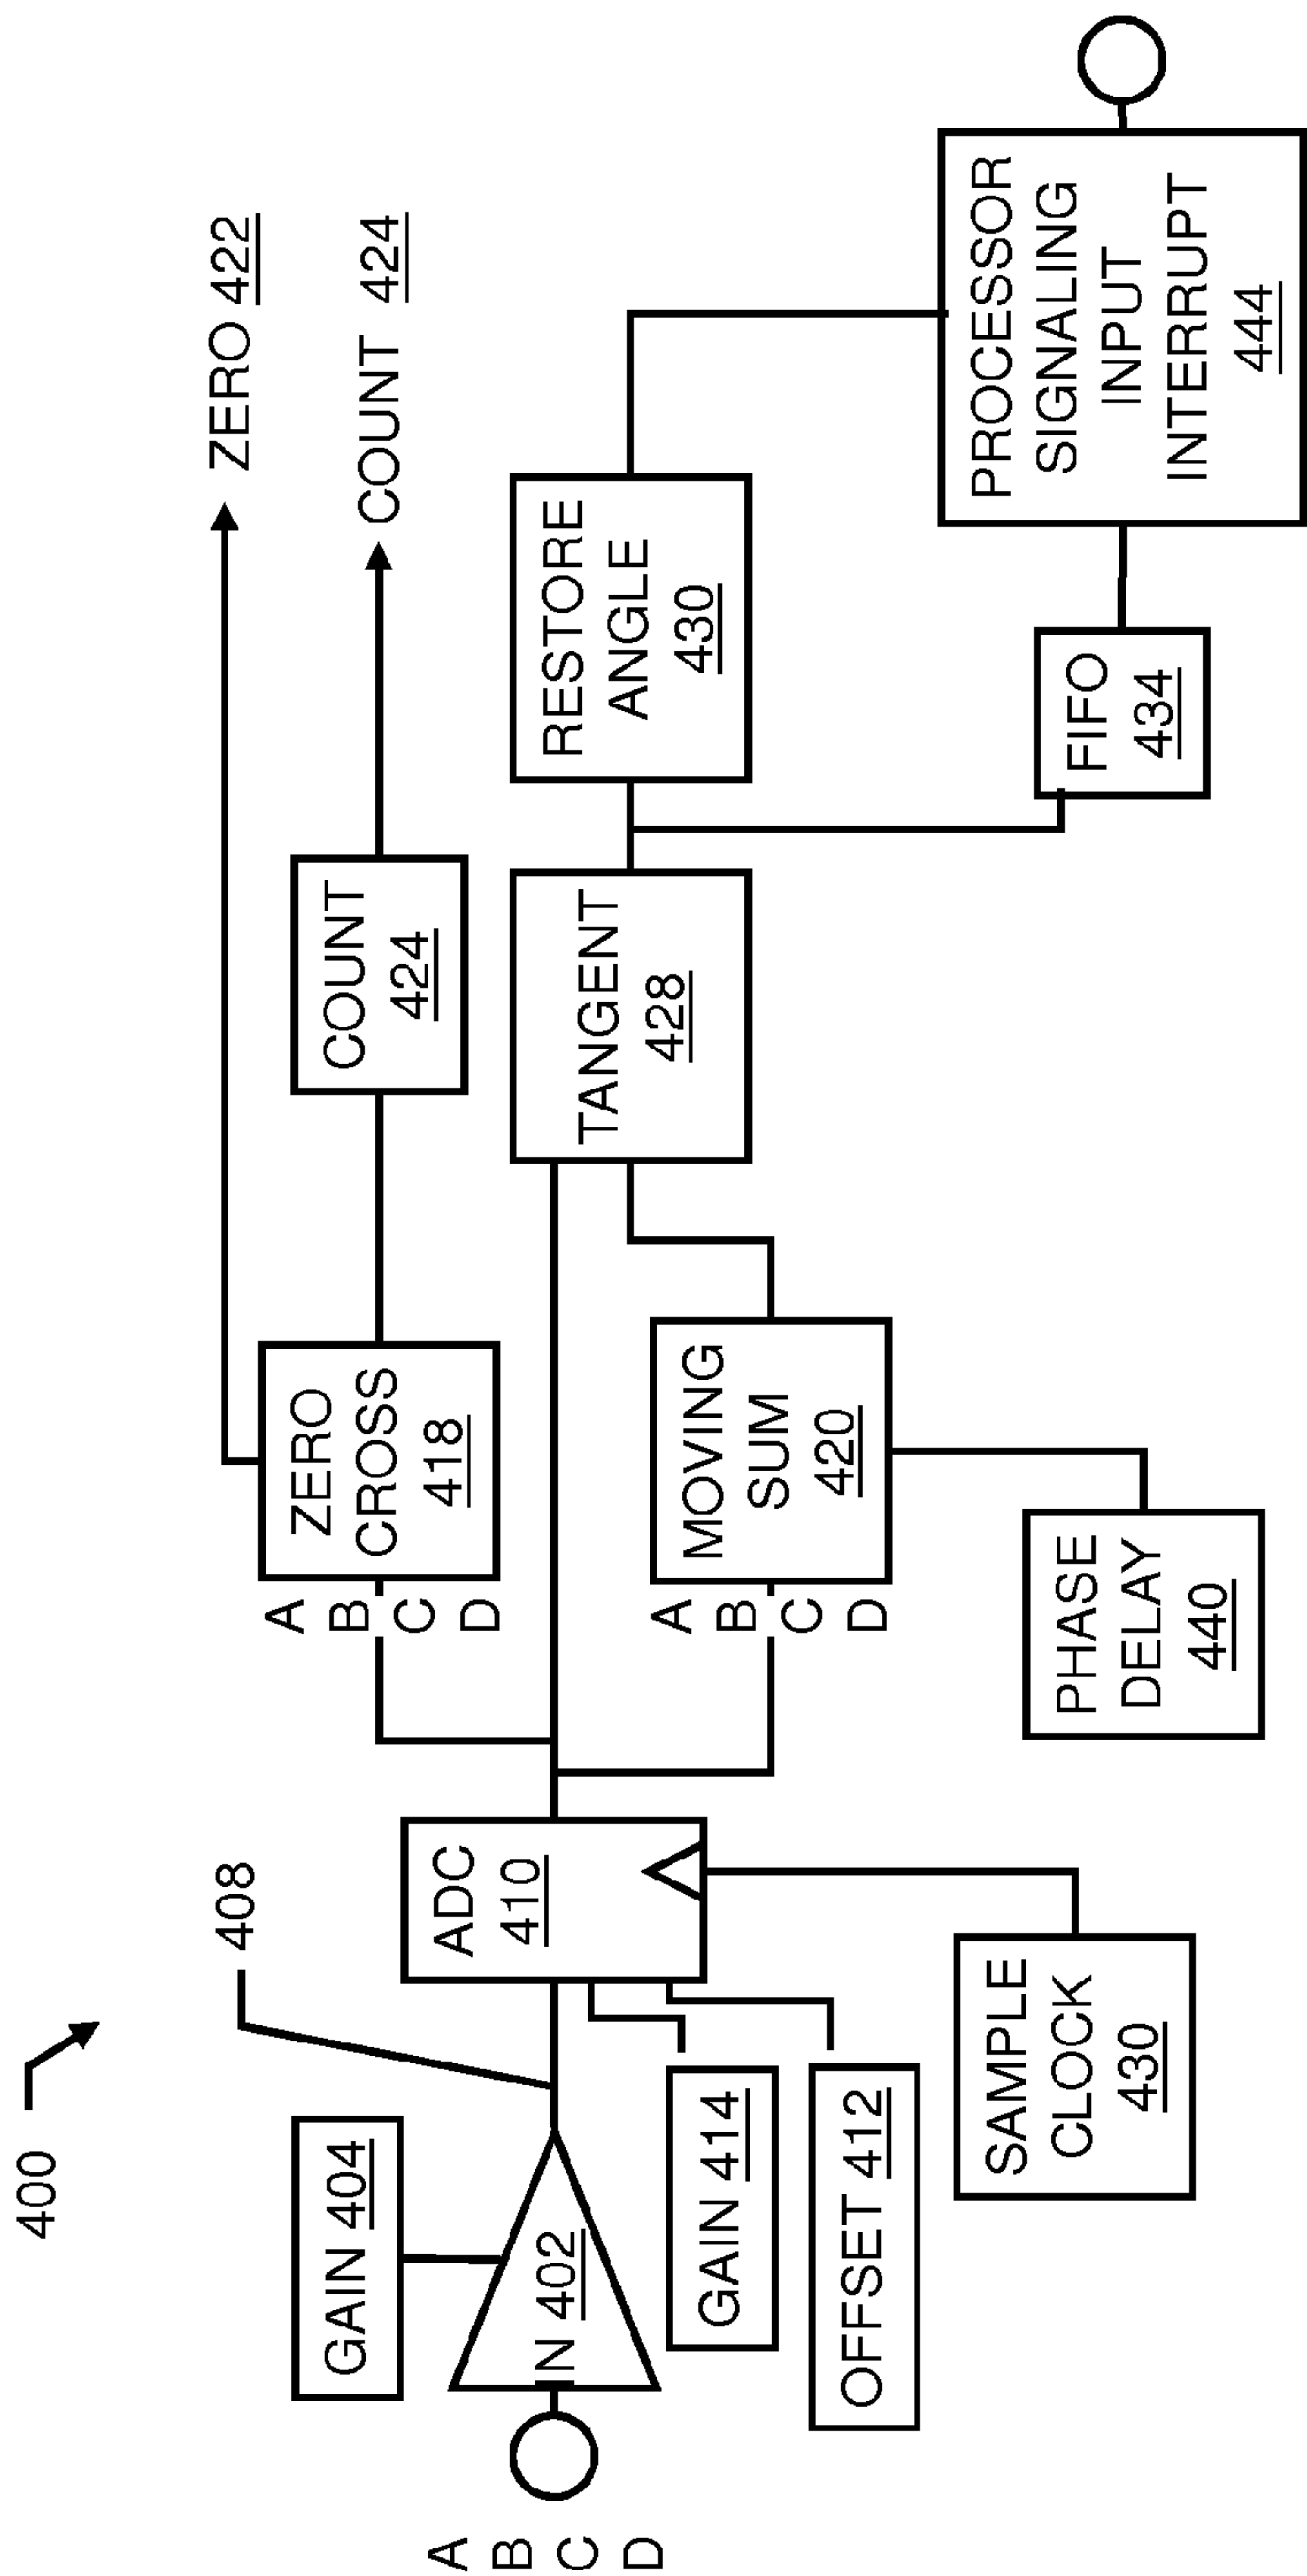 400
408
ZERO 422
COUNT 424
A
B
C
D
IN 402
GAIN 404
GAIN 414
OFFSET 412
ADC
410
SAMPLE
CLOCK
430
A
B
C
D
ZERO
CROSS
418
COUNT
424
A
B
C
D
MOVING
SUM
420
PHASE
DELAY
440
TANGENT
428
RESTORE
ANGLE
430
FIFO
434
PROCESSOR
SIGNALING
INPUT
INTERRUPT
444